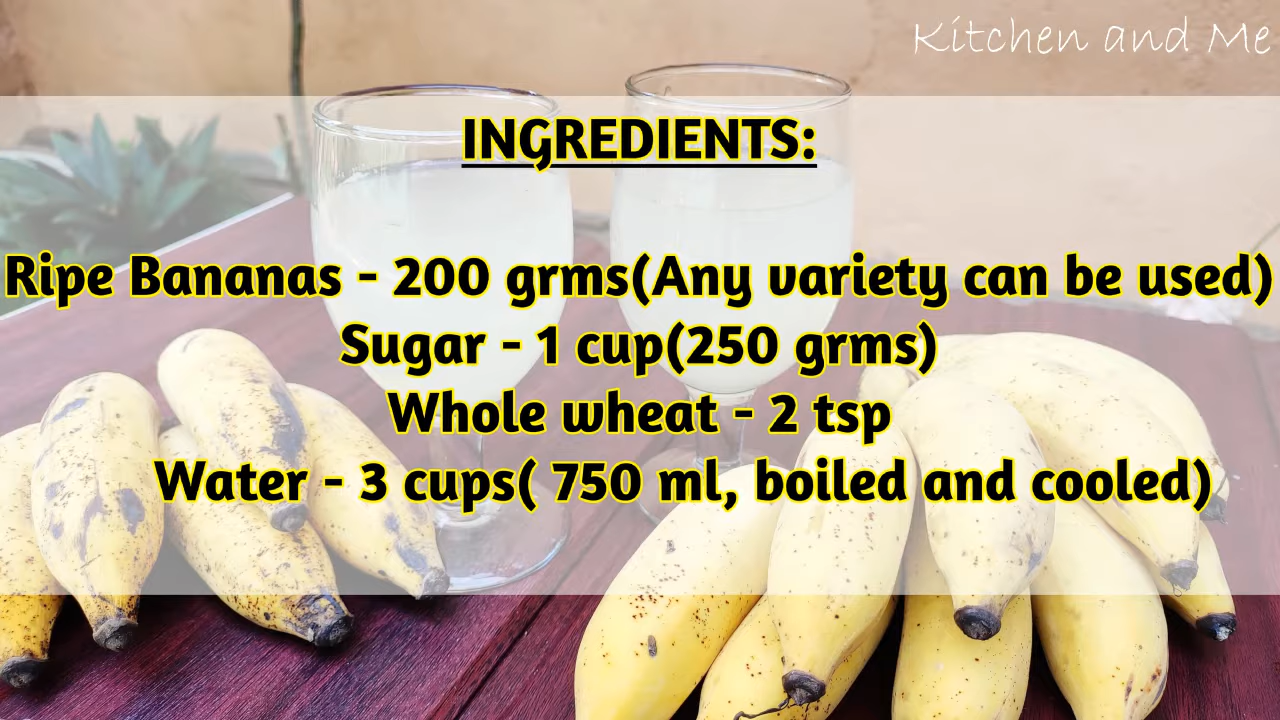 Kitchen and Me
INGREDIENTS:
Ripe Bananas - 200 grms(Any variety can be used)
Sugar - 1 cup(250 grms)
Whole wheat - 2 tsp
Water - 3 cups( 750 ml, boiled and cooled)